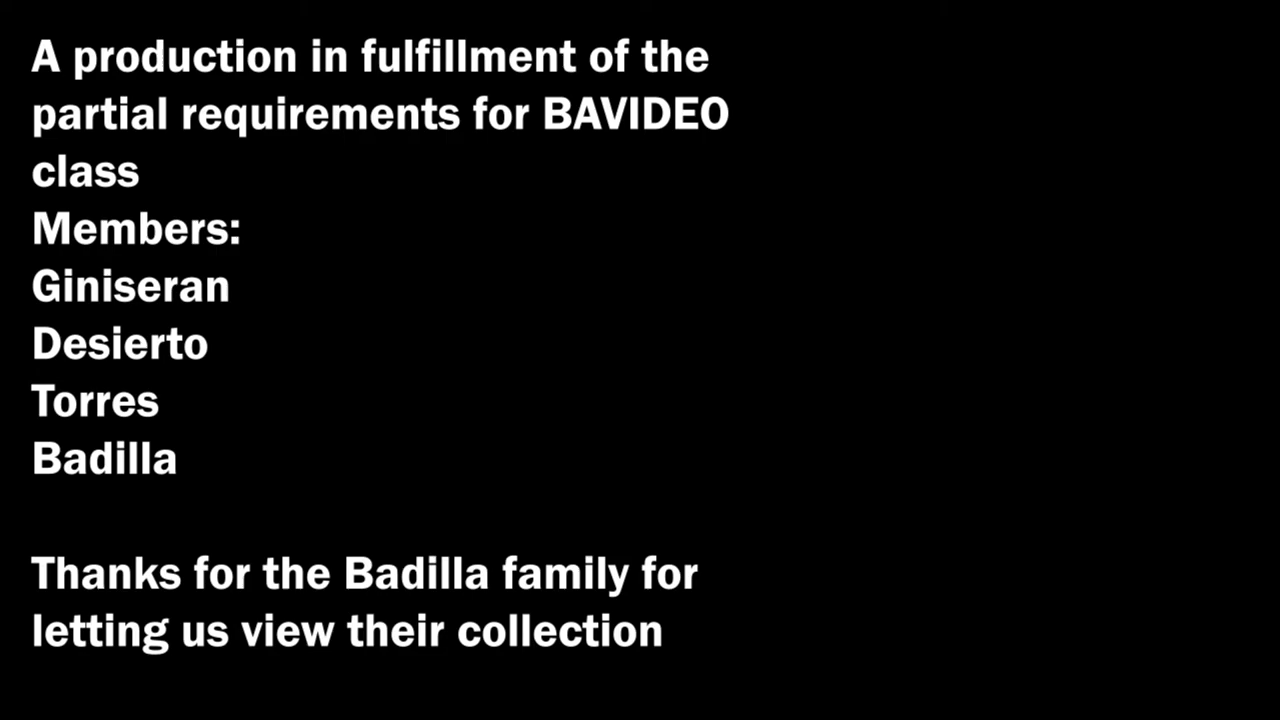 A production in fulfillment of the
partial requirements for BAVIDEO
class
Members:
Giniseran
Desierto
Torres
Badilla
Thanks for the Badilla family for
letting us view their collection